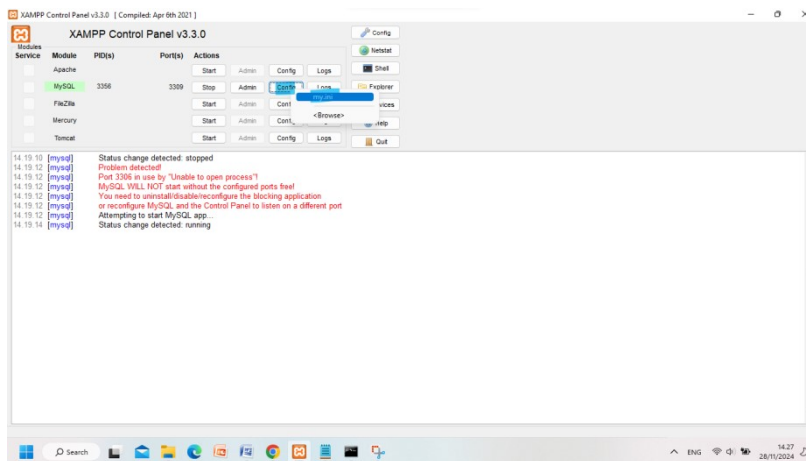 XAMPP Control Panel v3.3.0 [ Compiled: Apr 6th 2021 ]
XAMPP Control Panel v3.3.0
Config
Modules
Service Module PID(s) Port(s) Actions
Netstat
Apache Start Admin Config Logs Shell
MySQL 3356 3309 Stop Admin Config Logs Explorer
my.ini
FileZilla Start Admin
<Browse>
Mercury Start Admin Help
Tomcat Start Admin Config Logs Quit
14.19.10 [mysql] Status change detected: stopped
14.19.12 [mysql] Problem detected!
14.19.12 [mysql] Port 3306 in use by "Unable to open process"!
14.19.12 [mysql] MySQL WILL NOT start without the configured ports free!
14.19.12 [mysql] You need to uninstall/disable/reconfigure the blocking application
14.19.12 [mysql] or reconfigure MySQL and the Control Panel to listen on a different port
14.19.12 [mysql] Attempting to start MySQL app...
14.19.14 [mysql] Status change detected: running
Search
ENG
14.27
28/11/2024